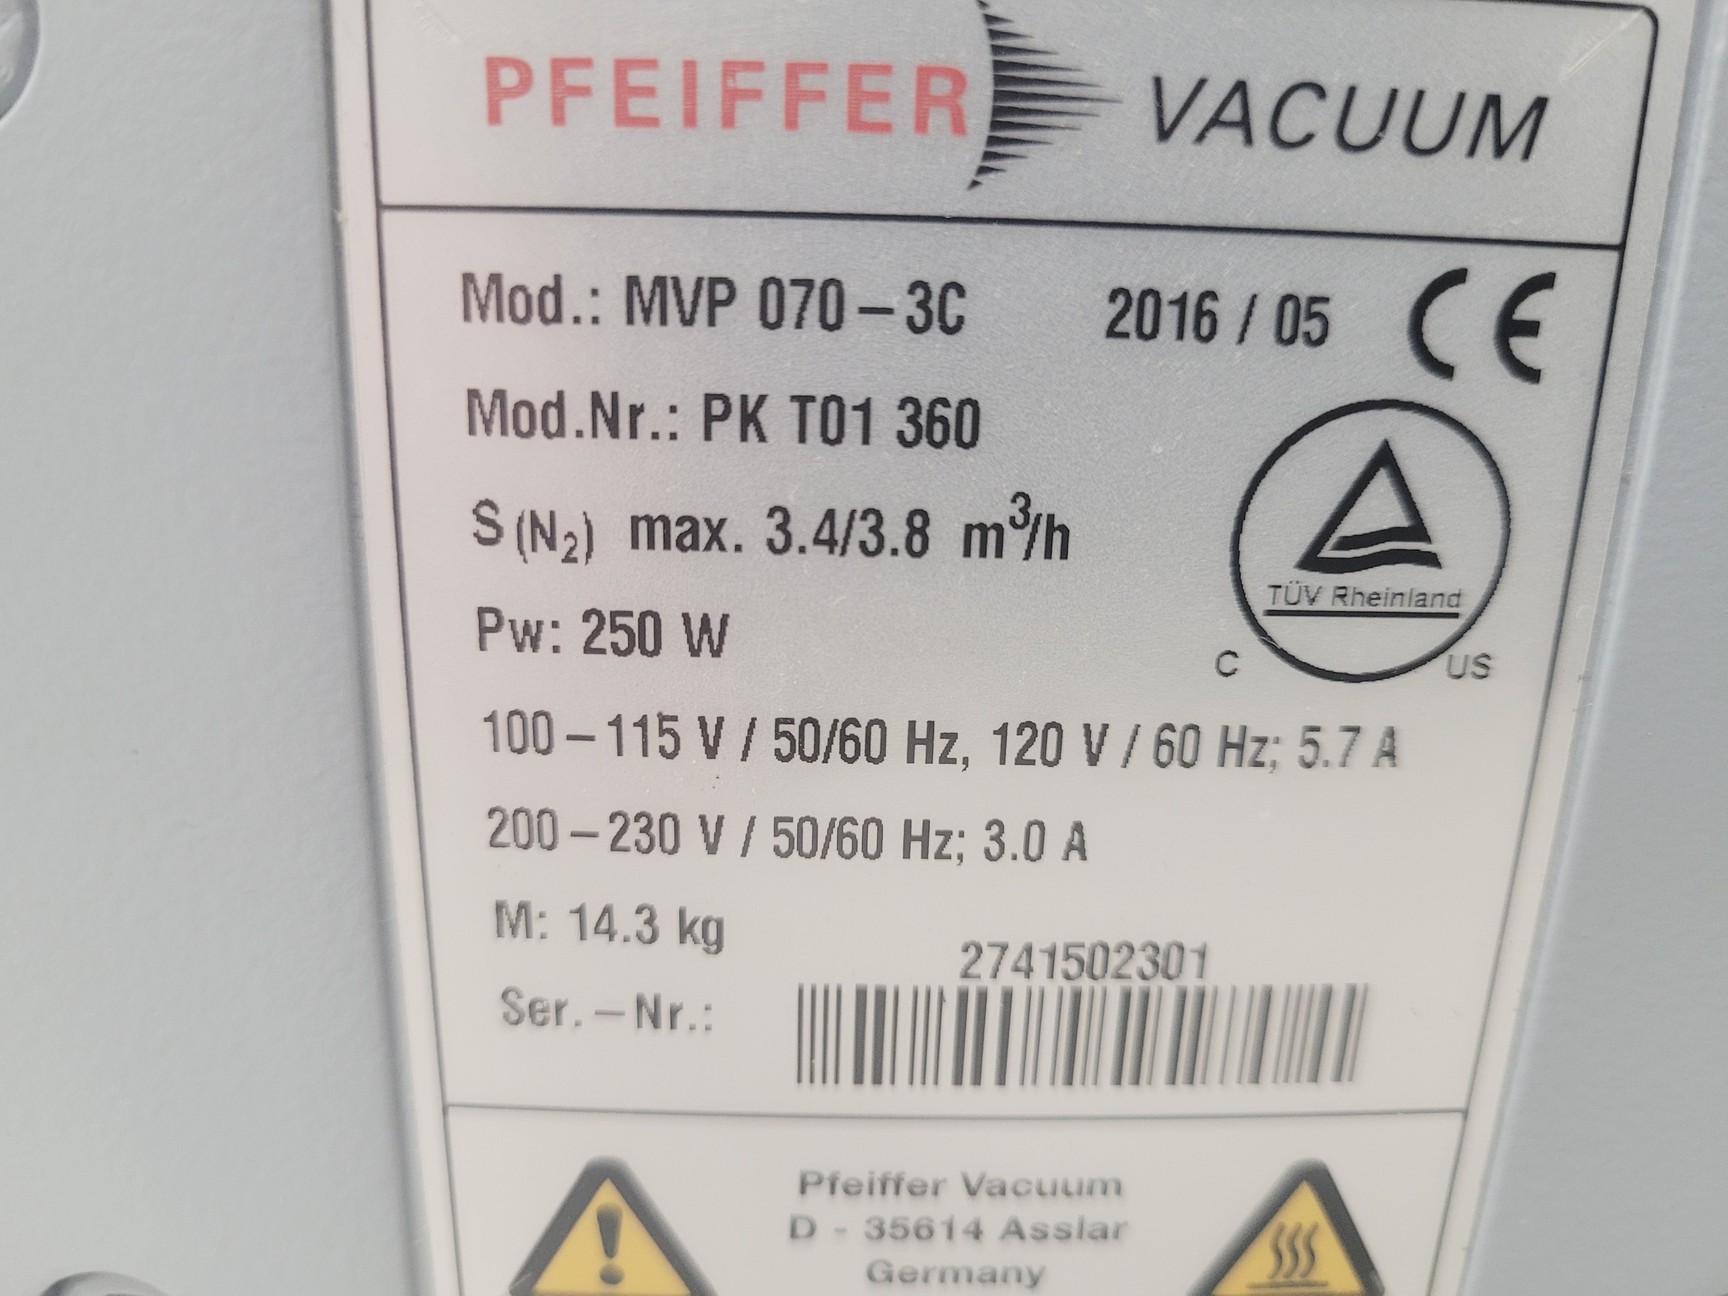 PFEIFFER VACUUM
Mod.: MVP 070-3C 2016 / 05 CE
Mod.Nr.: PK T01 360
S (N₂) max. 3.4/3.8 m³/h
TÜV Rheinland
C US
Pw: 250 W
100-115 V / 50/60 Hz, 120 V / 60 Hz; 5.7 A
200-230 V / 50/60 Hz; 3.0 A
M: 14.3 kg
2741502301
Ser.-Nr.:
Pfeiffer Vacuum
D - 35614 Asslar
Germany